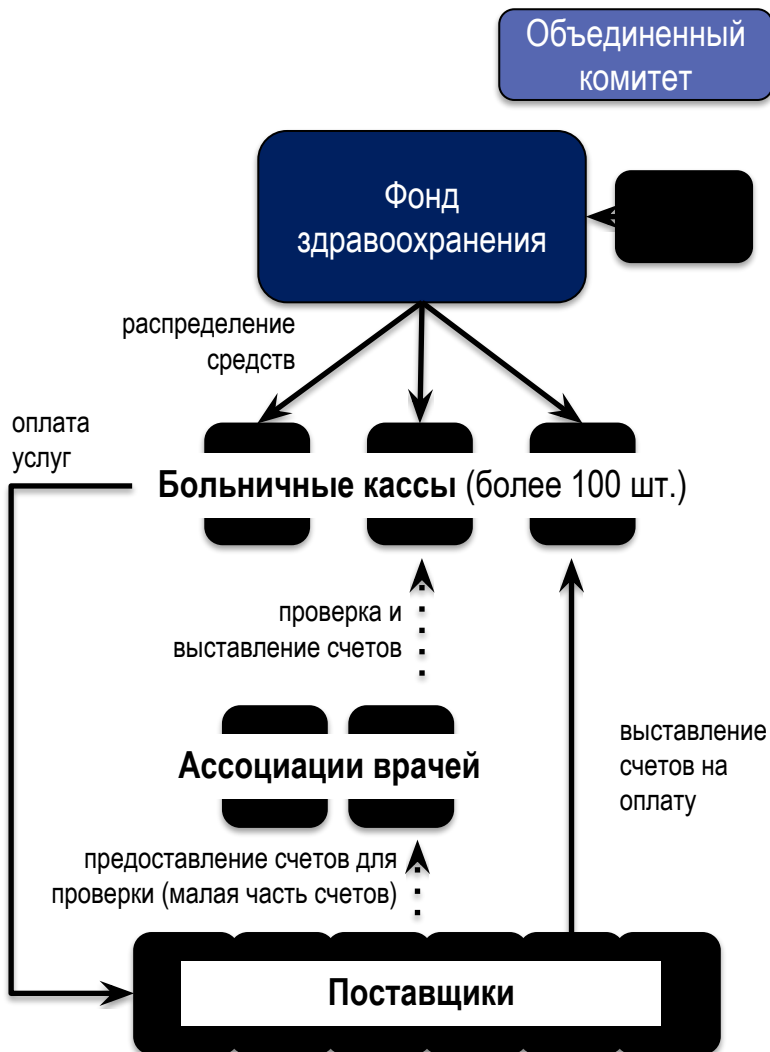 Объединенный
комитет
Фонд
здравоохранения
распределение
средств
оплата
услуг
Больничные кассы (более 100 шт.)
проверка и
выставление счетов
Ассоциации врачей
выставление
счетов на
оплату
предоставление счетов для
проверки (малая часть счетов)
Поставщики